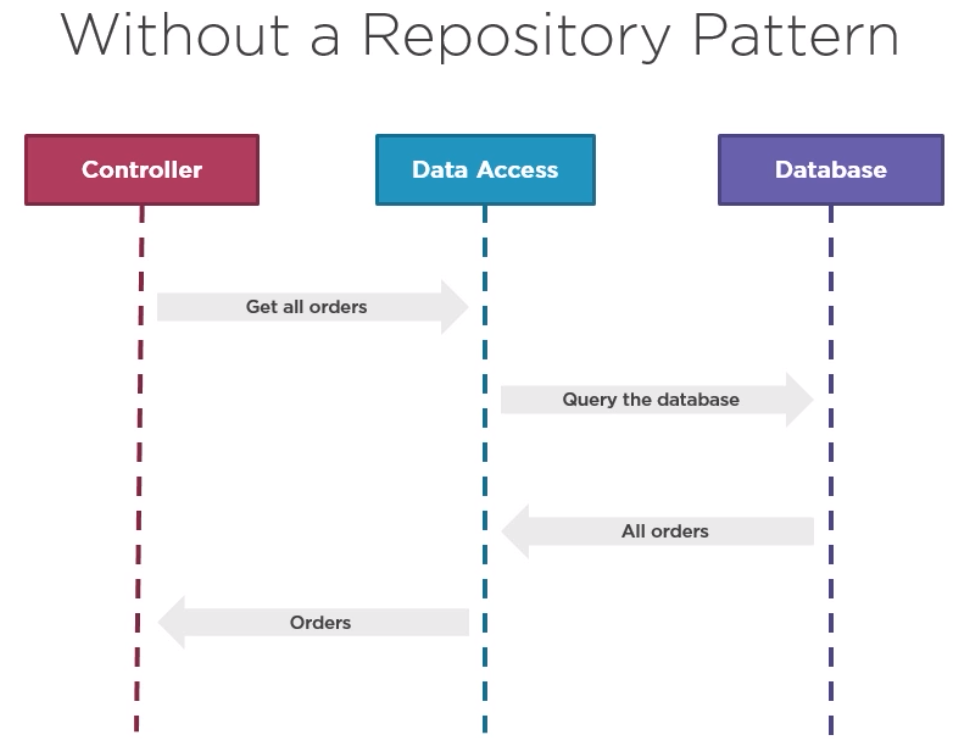 Without a Repository Pattern
Controller
Data Access
Database
Get all orders
Query the database
All orders
Orders